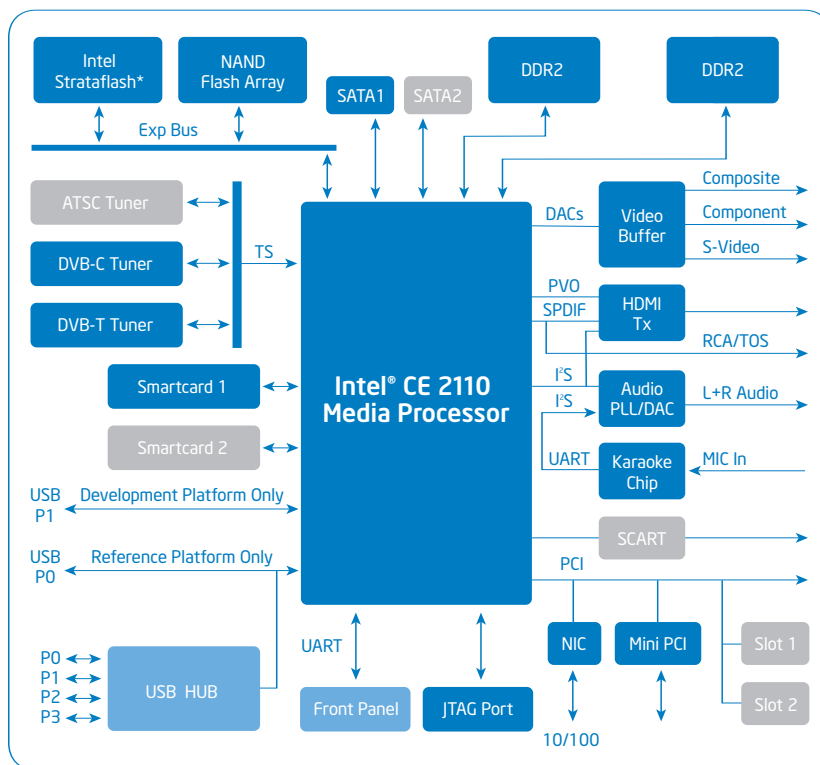 Intel
Strataflash*
NAND
Flash Array
SATA1
SATA2
DDR2
DDR2
Exp Bus
ATSC Tuner
DVB-C Tuner
DVB-T Tuner
TS
Smartcard 1
Smartcard 2
USB
P1
Development Platform Only
USB
P0
Reference Platform Only
P0
P1
P2
P3
USB HUB
Intel® CE 2110
Media Processor
DACs
Video
Buffer
Composite
Component
S-Video
PVO
SPDIF
HDMI
Tx
RCA/TOS
I²S
I²S
Audio
PLL/DAC
L+R Audio
UART
Karaoke
Chip
MIC In
SCART
PCI
UART
Front Panel
JTAG Port
NIC
Mini PCI
Slot 1
Slot 2
10/100